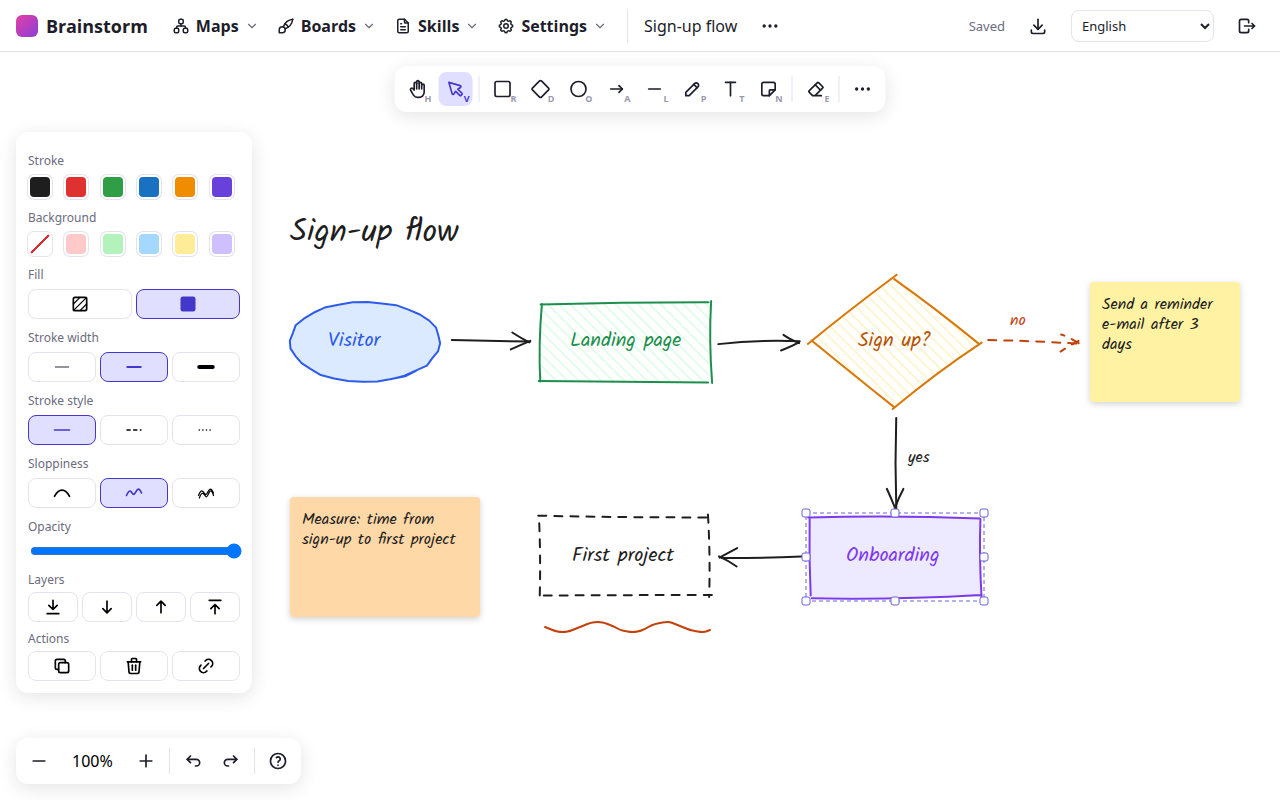 Brainstorm
Maps
Boards
Skills
Settings
Sign-up flow
Saved
English
H
V
R
D
O
A
L
P
T
N
E
Stroke
Background
Fill
Stroke width
Stroke style
Sloppiness
Opacity
Layers
Actions
Sign-up flow
Visitor
Landing page
Sign up?
no
Send a reminder
e-mail after 3
days
yes
Measure: time from
sign-up to first project
First project
Onboarding
100%